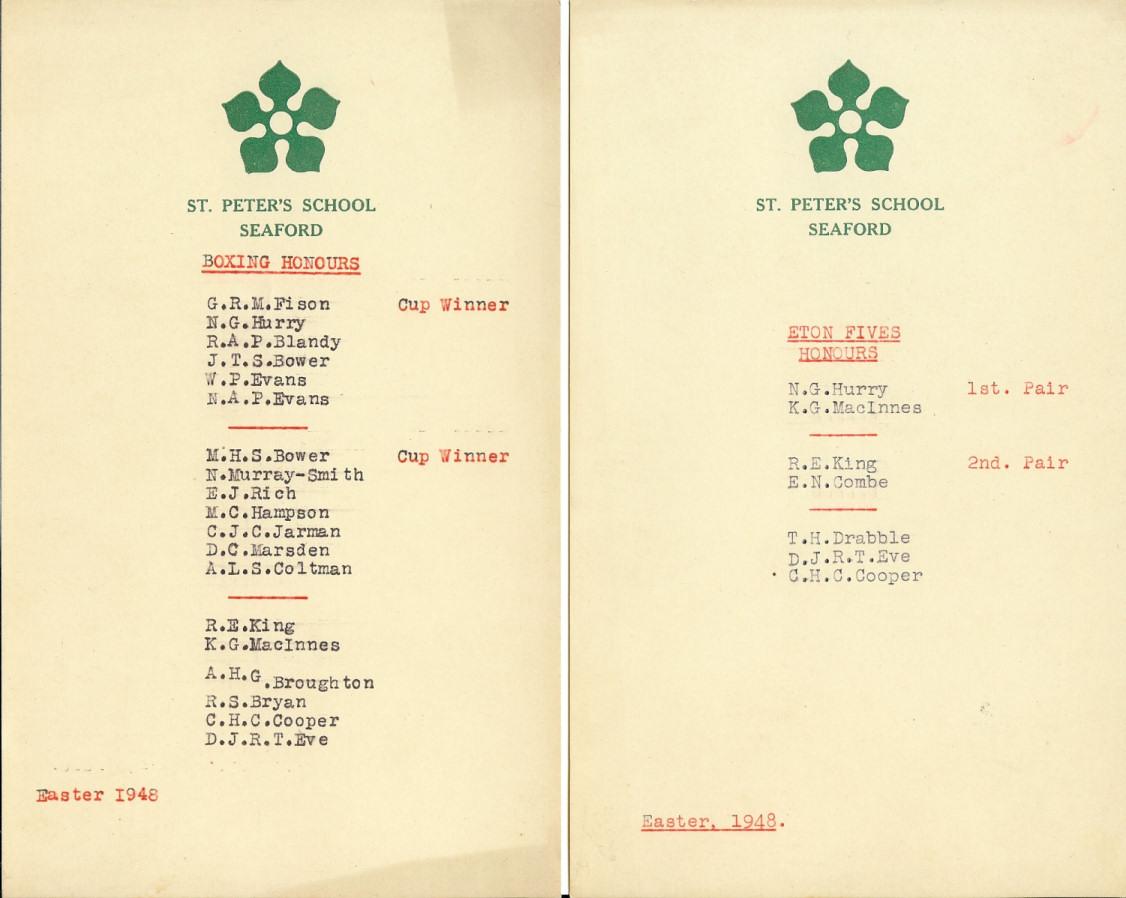 ST. PETER'S SCHOOL
SEAFORD
BOXING HONOURS
G.R.M.Fison Cup Winner
N.G.Hurry
R.A.P.Blandy
J.T.S.Bower
W.P.Evans
N.A.P.Evans
M.H.S.Bower Cup Winner
N.Murray-Smith
E.J.Rich
M.C.Hampson
C.J.C.Jarman
D.C.Marsden
A.L.S.Coltman
R.E.King
K.G.MacInnes
A.H.G.Broughton
R.S.Bryan
C.H.C.Cooper
D.J.R.T.Eve
Easter 1948
ST. PETER'S SCHOOL
SEAFORD
ETON FIVES
HONOURS
N.G.Hurry 1st. Pair
K.G.MacInnes
R.E.King 2nd. Pair
E.N.Combe
T.H.Drabble
D.J.R.T.Eve
C.H.C.Cooper
Easter, 1948.